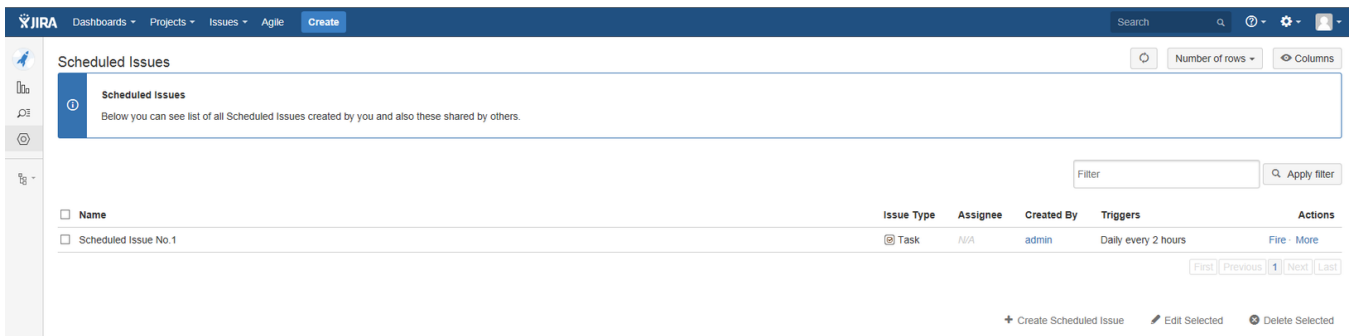 JIRA Dashboards Projects Issues Agile Create Search
Scheduled Issues Number of rows Columns
Scheduled Issues
Below you can see list of all Scheduled Issues created by you and also these shared by others.
Filter Apply filter
Name Issue Type Assignee Created By Triggers Actions
Scheduled Issue No.1 Task N/A admin Daily every 2 hours Fire · More
First Previous 1 Next Last
+ Create Scheduled Issue Edit Selected Delete Selected